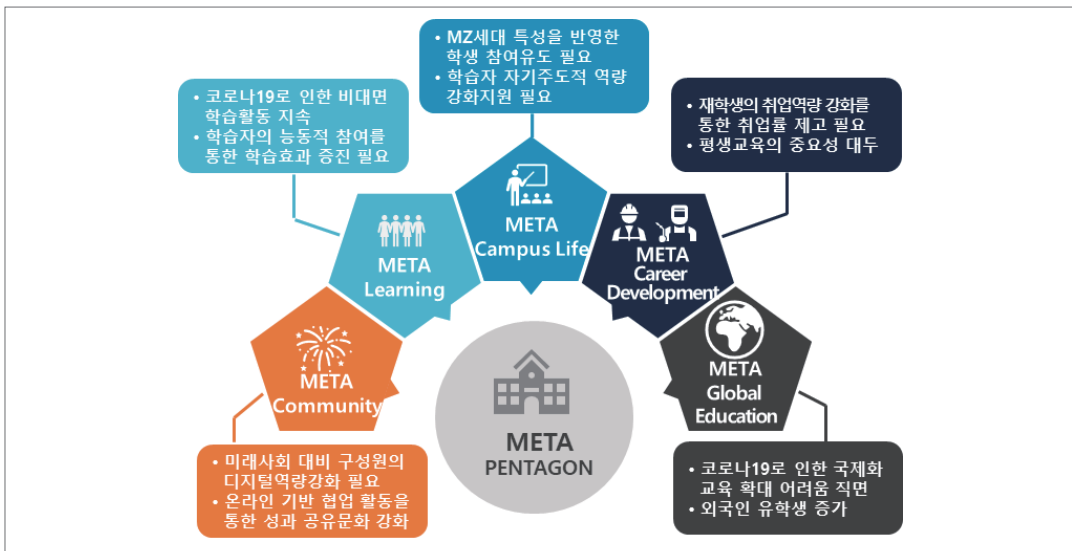 • MZ세대 특성을 반영한
학생 참여유도 필요
• 학습자 자기주도적 역량
강화지원 필요
• 코로나19로 인한 비대면
학습활동 지속
• 학습자의 능동적 참여를
통한 학습효과 증진 필요
• 재학생의 취업역량 강화를
통한 취업률 제고 필요
• 평생교육의 중요성 대두
META
Campus Life
META
Learning
META
Career
Development
META
Community
META
Global
Education
META
PENTAGON
• 미래사회 대비 구성원의
디지털역량강화 필요
• 온라인 기반 협업 활동을
통한 성과 공유문화 강화
• 코로나19로 인한 국제화
교육 확대 어려움 직면
• 외국인 유학생 증가